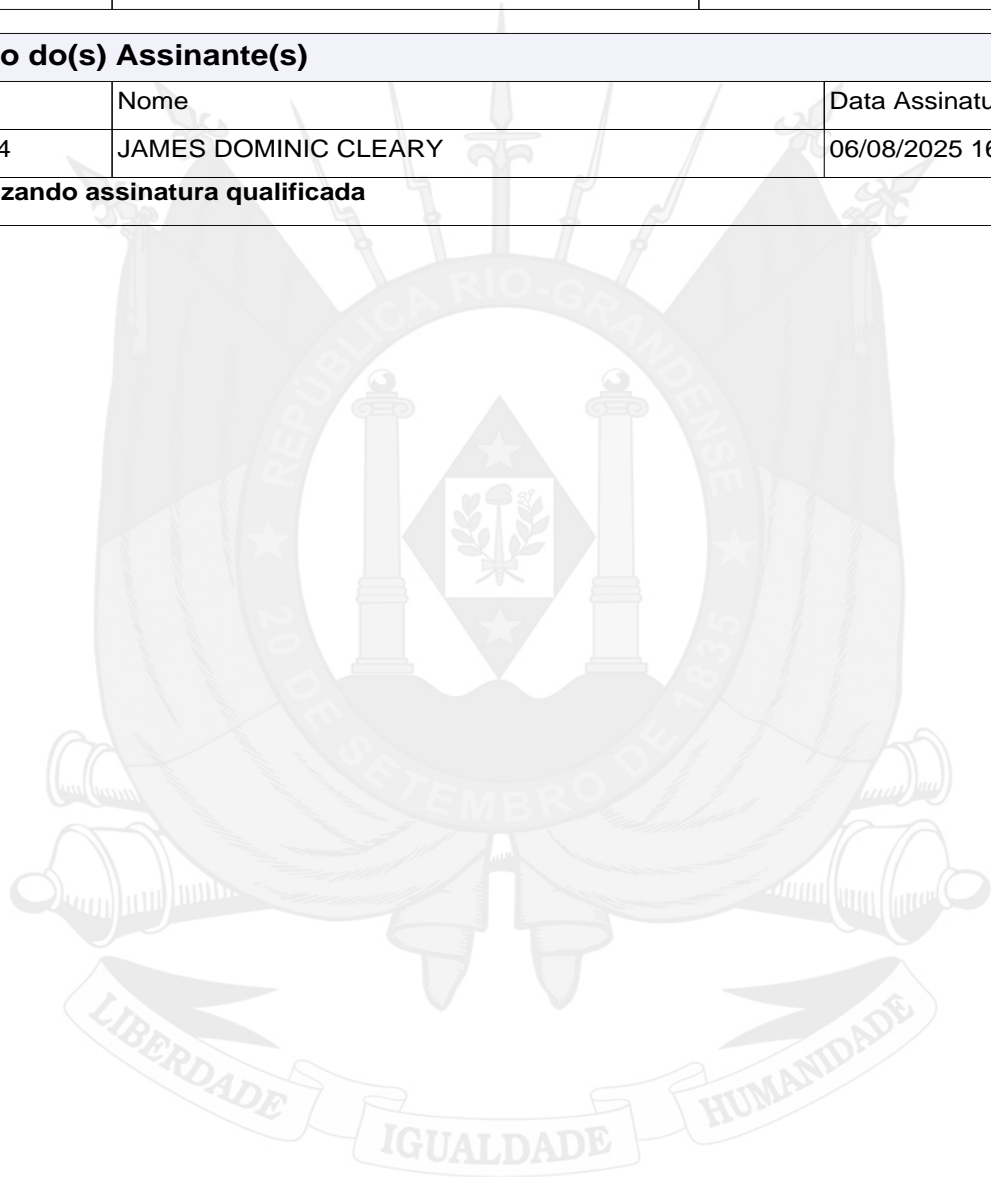 o do(s) Assinante(s)
Nome Data Assinatu
4 JAMES DOMINIC CLEARY 06/08/2025 16
zando assinatura qualificada
REPÚBLICA RIO-GRANDENSE
20 DE SETEMBRO DE 1835
LIBERDADE IGUALDADE HUMANIDADE